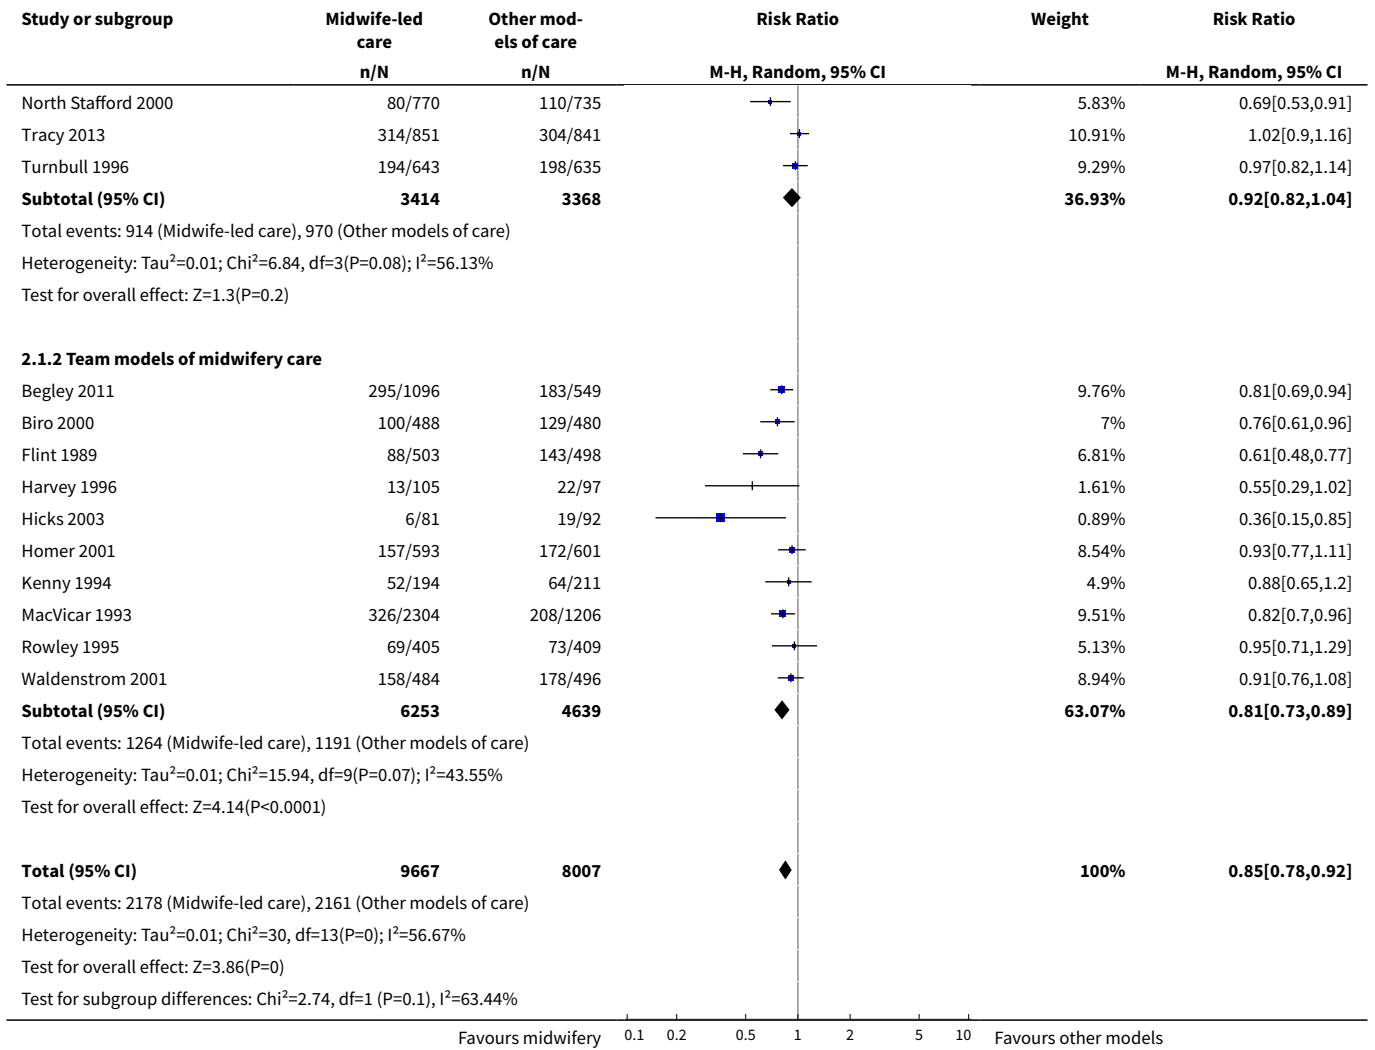 Study or subgroup Midwife-led care Other mod-els of care Risk Ratio Weight Risk Ratio
n/N n/N M-H, Random, 95% CI M-H, Random, 95% CI
North Stafford 2000 80/770 110/735 5.83% 0.69[0.53,0.91]
Tracy 2013 314/851 304/841 10.91% 1.02[0.9,1.16]
Turnbull 1996 194/643 198/635 9.29% 0.97[0.82,1.14]
Subtotal (95% CI) 3414 3368 36.93% 0.92[0.82,1.04]
Total events: 914 (Midwife-led care), 970 (Other models of care)
Heterogeneity: Tau²=0.01; Chi²=6.84, df=3(P=0.08); I²=56.13%
Test for overall effect: Z=1.3(P=0.2)
2.1.2 Team models of midwifery care
Begley 2011 295/1096 183/549 9.76% 0.81[0.69,0.94]
Biro 2000 100/488 129/480 7% 0.76[0.61,0.96]
Flint 1989 88/503 143/498 6.81% 0.61[0.48,0.77]
Harvey 1996 13/105 22/97 1.61% 0.55[0.29,1.02]
Hicks 2003 6/81 19/92 0.89% 0.36[0.15,0.85]
Homer 2001 157/593 172/601 8.54% 0.93[0.77,1.11]
Kenny 1994 52/194 64/211 4.9% 0.88[0.65,1.2]
MacVicar 1993 326/2304 208/1206 9.51% 0.82[0.7,0.96]
Rowley 1995 69/405 73/409 5.13% 0.95[0.71,1.29]
Waldenstrom 2001 158/484 178/496 8.94% 0.91[0.76,1.08]
Subtotal (95% CI) 6253 4639 63.07% 0.81[0.73,0.89]
Total events: 1264 (Midwife-led care), 1191 (Other models of care)
Heterogeneity: Tau²=0.01; Chi²=15.94, df=9(P=0.07); I²=43.55%
Test for overall effect: Z=4.14(P<0.0001)
Total (95% CI) 9667 8007 100% 0.85[0.78,0.92]
Total events: 2178 (Midwife-led care), 2161 (Other models of care)
Heterogeneity: Tau²=0.01; Chi²=30, df=13(P=0); I²=56.67%
Test for overall effect: Z=3.86(P=0)
Test for subgroup differences: Chi²=2.74, df=1 (P=0.1), I²=63.44%
Favours midwifery 0.1 0.2 0.5 1 2 5 10 Favours other models